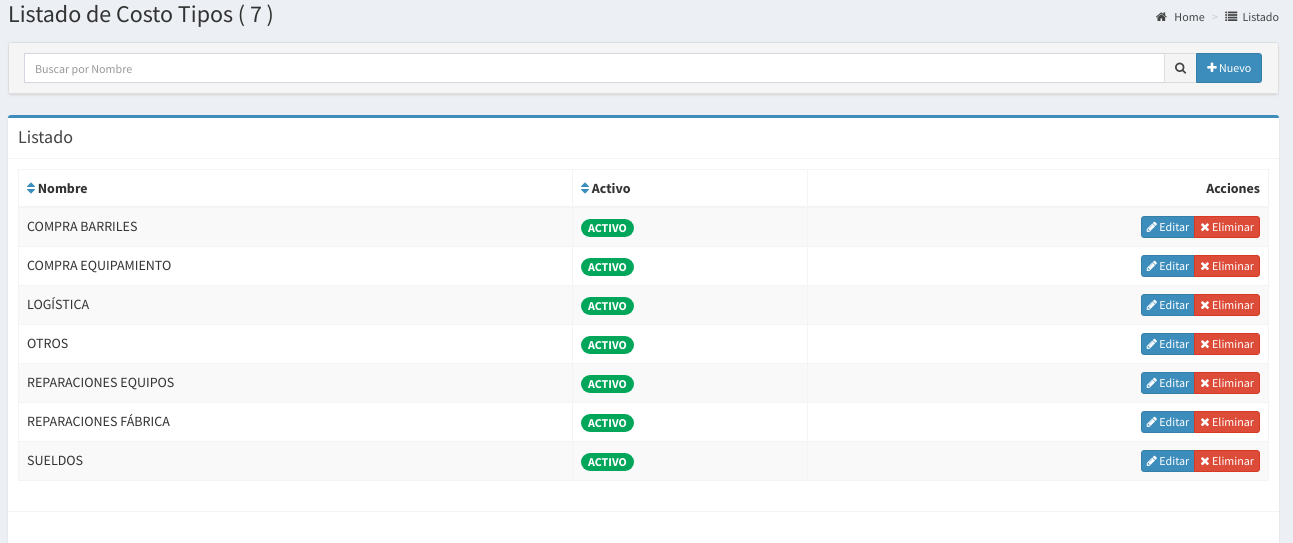 Listado de Costo Tipos ( 7 )
Home > Listado
Buscar por Nombre
Nuevo
Listado
Nombre Activo Acciones
COMPRA BARRILES ACTIVO Editar Eliminar
COMPRA EQUIPAMIENTO ACTIVO Editar Eliminar
LOGÍSTICA ACTIVO Editar Eliminar
OTROS ACTIVO Editar Eliminar
REPARACIONES EQUIPOS ACTIVO Editar Eliminar
REPARACIONES FÁBRICA ACTIVO Editar Eliminar
SUELDOS ACTIVO Editar Eliminar